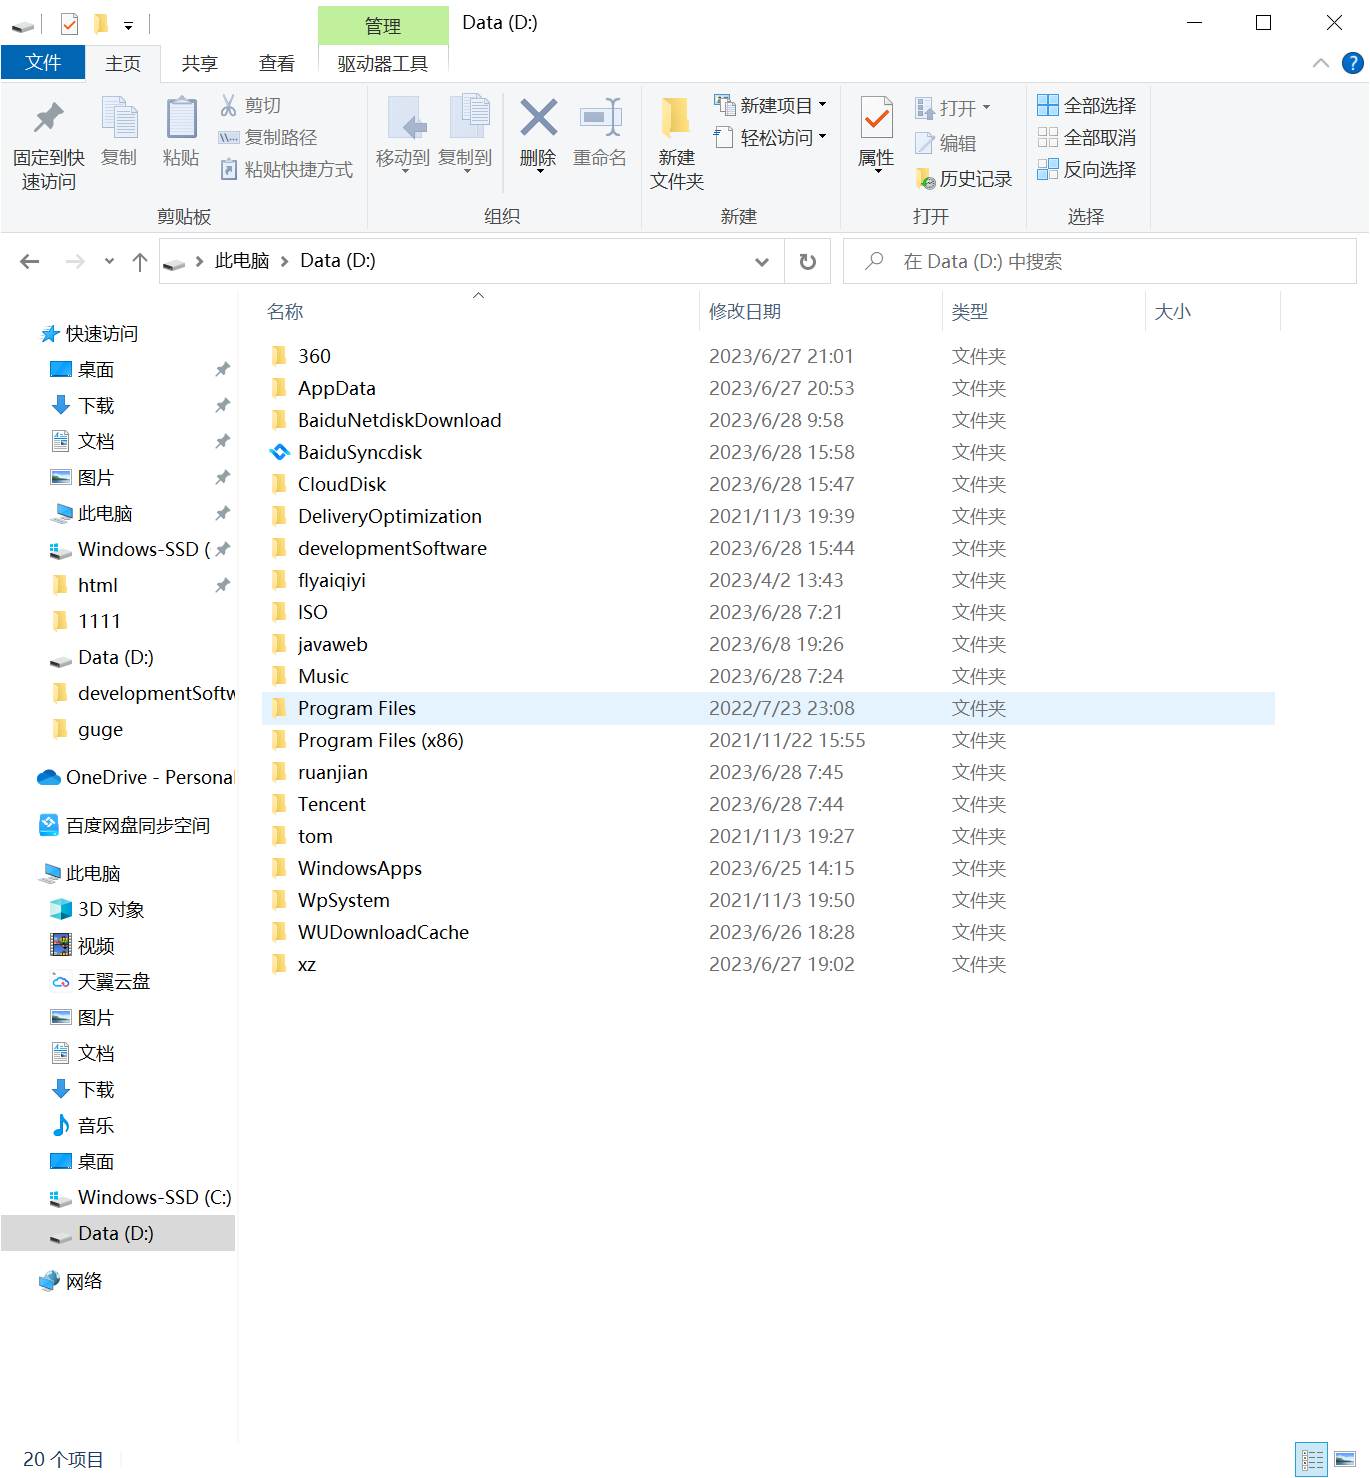 管理
Data (D:)
文件
主页
共享
查看
驱动器工具
固定到快
速访问
复制
粘贴
剪切
复制路径
粘贴快捷方式
剪贴板
移动到
复制到
删除
重命名
组织
新建
文件夹
新建项目
轻松访问
新建
属性
打开
编辑
历史记录
打开
全部选择
全部取消
反向选择
选择
此电脑 > Data (D:)
在 Data (D:) 中搜索
名称 修改日期 类型 大小
快速访问
桌面
下载
文档
图片
此电脑
Windows-SSD (
html
1111
Data (D:)
developmentSoftw
guge
OneDrive - Personal
百度网盘同步空间
此电脑
3D 对象
视频
天翼云盘
图片
文档
下载
音乐
桌面
Windows-SSD (C:)
Data (D:)
网络
360 2023/6/27 21:01 文件夹
AppData 2023/6/27 20:53 文件夹
BaiduNetdiskDownload 2023/6/28 9:58 文件夹
BaiduSyncdisk 2023/6/28 15:58 文件夹
CloudDisk 2023/6/28 15:47 文件夹
DeliveryOptimization 2021/11/3 19:39 文件夹
developmentSoftware 2023/6/28 15:44 文件夹
flyaiqiyi 2023/4/2 13:43 文件夹
ISO 2023/6/28 7:21 文件夹
javaweb 2023/6/8 19:26 文件夹
Music 2023/6/28 7:24 文件夹
Program Files 2022/7/23 23:08 文件夹
Program Files (x86) 2021/11/22 15:55 文件夹
ruanjian 2023/6/28 7:45 文件夹
Tencent 2023/6/28 7:44 文件夹
tom 2021/11/3 19:27 文件夹
WindowsApps 2023/6/25 14:15 文件夹
WpSystem 2021/11/3 19:50 文件夹
WUDownloadCache 2023/6/26 18:28 文件夹
xz 2023/6/27 19:02 文件夹
20 个项目